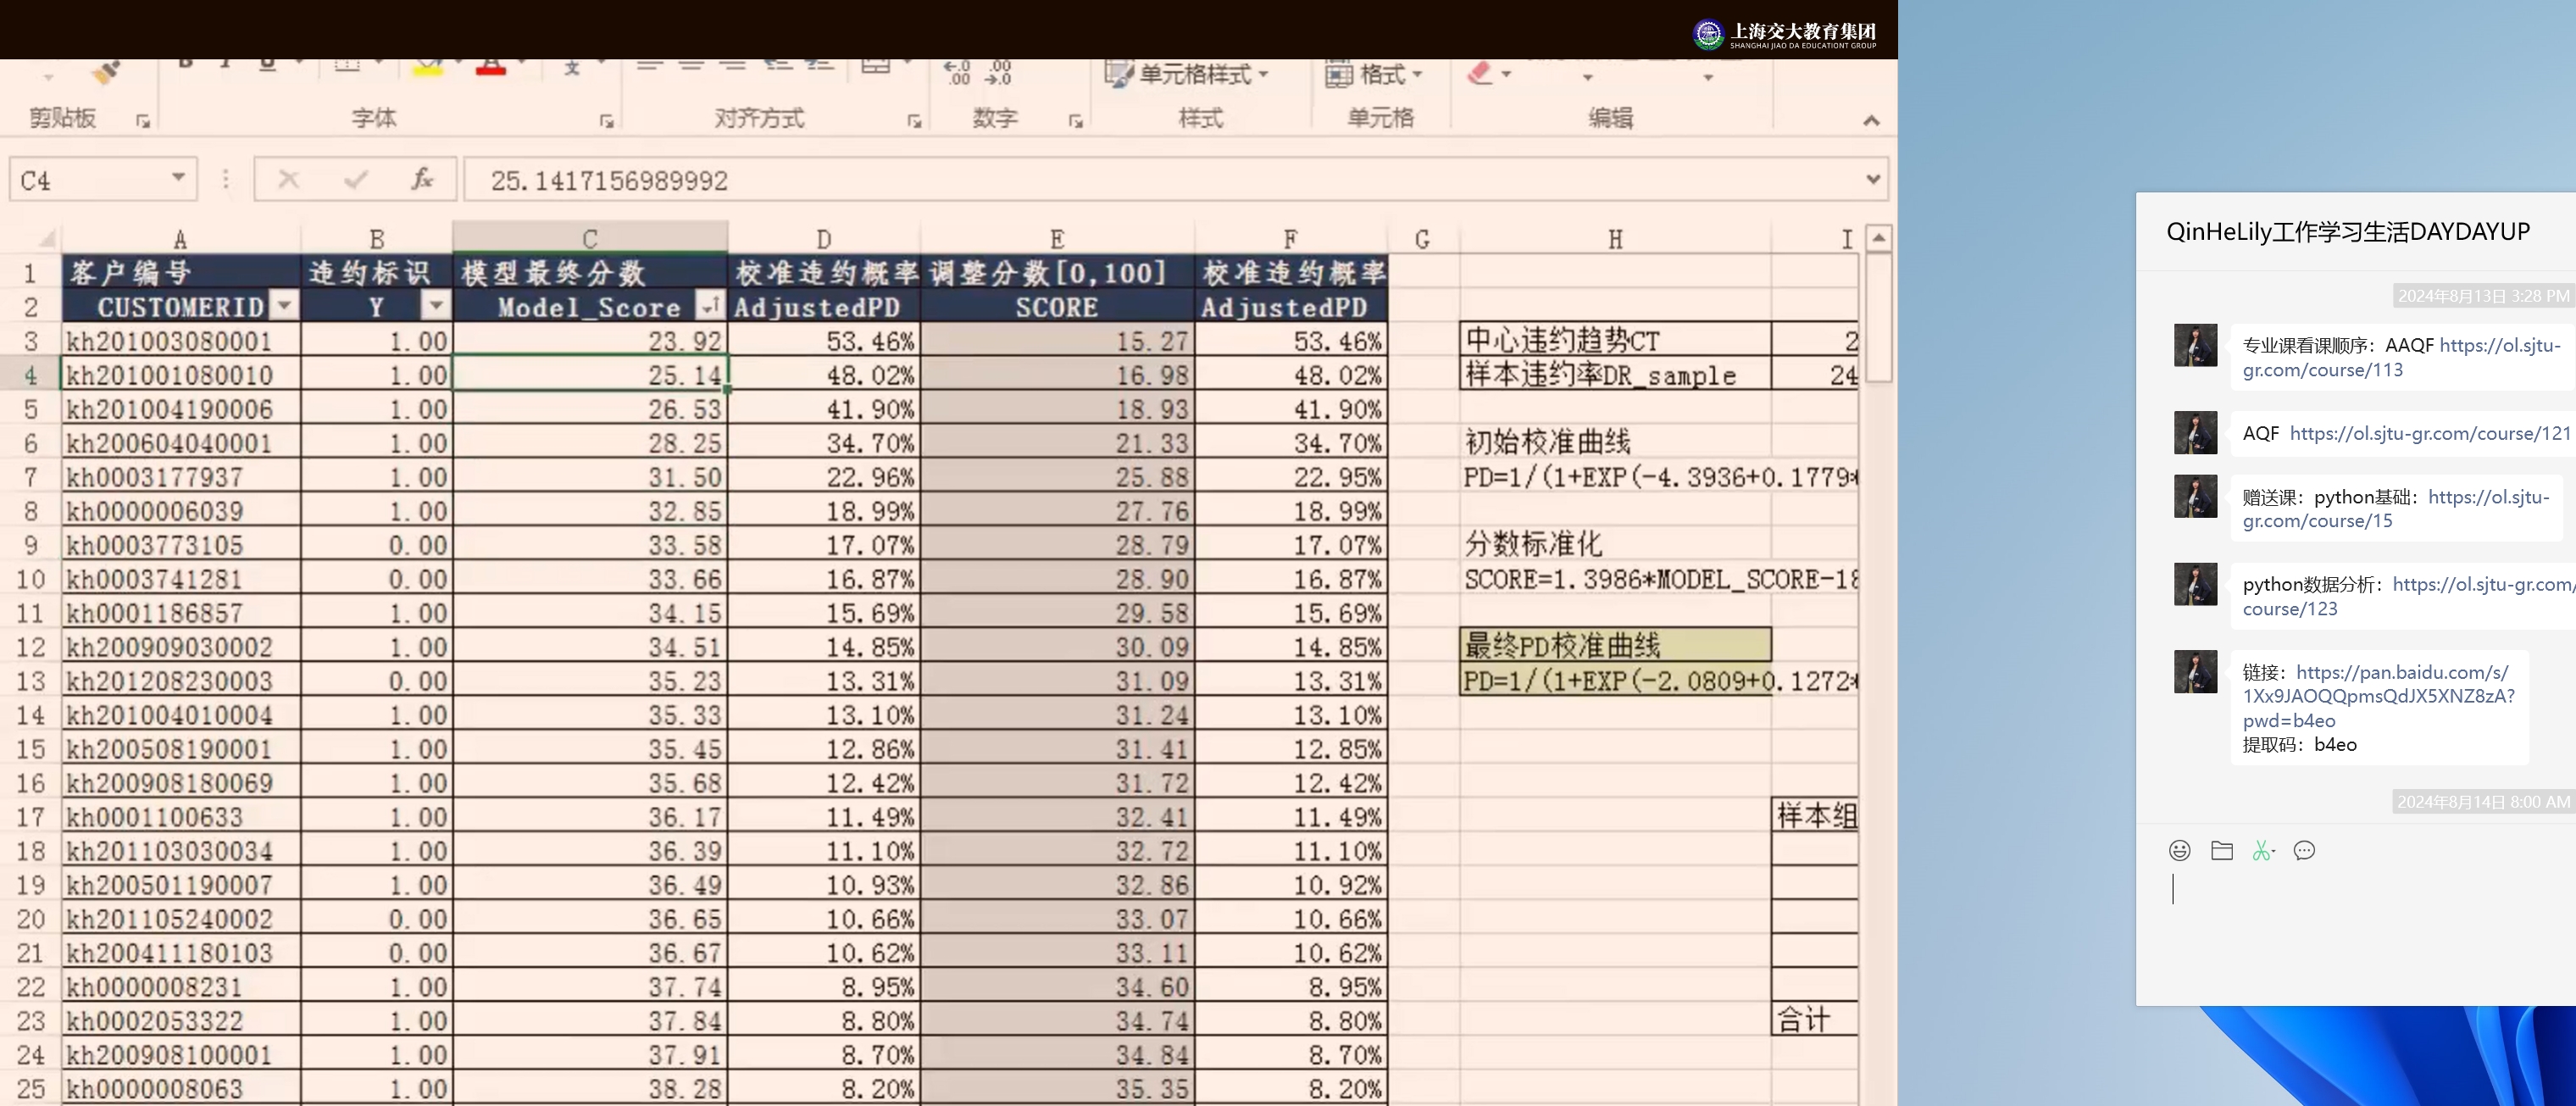 上海交大教育集团
SHANGHAI JIAO DA EDUCATIONT GROUP
单元格样式 格式
剪贴板 字体 对齐方式 数字 样式 单元格 编辑
C4 fx 25.1417156989992
A B C D E F G H I
1 客户编号 违约标识 模型最终分数 校准违约概率 调整分数[0,100] 校准违约概率
2 CUSTOMERID Y Model_Score AdjustedPD SCORE AdjustedPD
3 kh201003080001 1.00 23.92 53.46% 15.27 53.46% 中心违约趋势CT 2
4 kh201001080010 1.00 25.14 48.02% 16.98 48.02% 样本违约率DR_sample 24
5 kh201004190006 1.00 26.53 41.90% 18.93 41.90%
6 kh200604040001 1.00 28.25 34.70% 21.33 34.70% 初始校准曲线
7 kh0003177937 1.00 31.50 22.96% 25.88 22.95% PD=1/(1+EXP(-4.3936+0.1779*
8 kh0000006039 1.00 32.85 18.99% 27.76 18.99%
9 kh0003773105 0.00 33.58 17.07% 28.79 17.07% 分数标准化
10 kh0003741281 0.00 33.66 16.87% 28.90 16.87% SCORE=1.3986*MODEL_SCORE-18
11 kh0001186857 1.00 34.15 15.69% 29.58 15.69%
12 kh200909030002 1.00 34.51 14.85% 30.09 14.85% 最终PD校准曲线
13 kh201208230003 0.00 35.23 13.31% 31.09 13.31% PD=1/(1+EXP(-2.0809+0.1272*
14 kh201004010004 1.00 35.33 13.10% 31.24 13.10%
15 kh200508190001 1.00 35.45 12.86% 31.41 12.85%
16 kh200908180069 1.00 35.68 12.42% 31.72 12.42%
17 kh0001100633 1.00 36.17 11.49% 32.41 11.49% 样本组
18 kh201103030034 1.00 36.39 11.10% 32.72 11.10%
19 kh200501190007 1.00 36.49 10.93% 32.86 10.92%
20 kh201105240002 0.00 36.65 10.66% 33.07 10.66%
21 kh200411180103 0.00 36.67 10.62% 33.11 10.62%
22 kh0000008231 1.00 37.74 8.95% 34.60 8.95%
23 kh0002053322 1.00 37.84 8.80% 34.74 8.80% 合计
24 kh200908100001 1.00 37.91 8.70% 34.84 8.70%
25 kh0000008063 1.00 38.28 8.20% 35.35 8.20%
QinHeLily工作学习生活DAYDAYUP
2024年8月13日 3:28 PM
专业课看课顺序：AAQF https://ol.sjtu-
gr.com/course/113
AQF https://ol.sjtu-gr.com/course/121
赠送课：python基础：https://ol.sjtu-
gr.com/course/15
python数据分析：https://ol.sjtu-gr.com/
course/123
链接：https://pan.baidu.com/s/
1Xx9JAOQQpmsQdJX5XNZ8zA?
pwd=b4eo
提取码：b4eo
2024年8月14日 8:00 AM